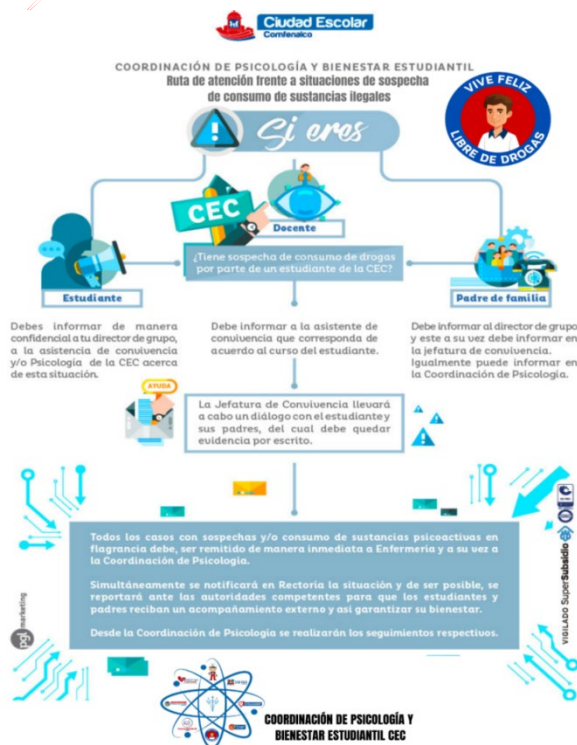 Ciudad Escolar
Comfenalco
COORDINACIÓN DE PSICOLOGÍA Y BIENESTAR ESTUDIANTIL
Ruta de atención frente a situaciones de sospecha
de consumo de sustancias ilegales
VIVE FELIZ
LIBRE DE DROGAS
Si eres
CEC
Docente
¿Tiene sospecha de consumo de drogas
por parte de un estudiante de la CEC?
Estudiante
Padre de familia
Debes informar de manera
confidencial a tu director de grupo,
a la asistencia de convivencia
y/o Psicología de la CEC acerca
de esta situación.
Debe informar a la asistente de
convivencia que corresponda de
acuerdo al curso del estudiante.
Debe informar al director de grupo
y este a su vez debe informar en
la jefatura de convivencia.
Igualmente puede informar en
la Coordinación de Psicología.
AYUDA
La Jefatura de Convivencia llevará
a cabo un diálogo con el estudiante y
sus padres, del cual debe quedar
evidencia por escrito.
Todos los casos con sospechas y/o consumo de sustancias psicoactivas en
flagrancia debe, ser remitido de manera inmediata a Enfermería y a su vez a
la Coordinación de Psicología.
Simultáneamente se notificará en Rectoría la situación y de ser posible, se
reportará ante las autoridades competentes para que los estudiantes y
padres reciban un acompañamiento externo y así garantizar su bienestar.
Desde la Coordinación de Psicología se realizarán los seguimientos respectivos.
pgl marketing
VIGILADO SuperSubsidio
COORDINACIÓN DE PSICOLOGÍA Y
BIENESTAR ESTUDIANTIL CEC